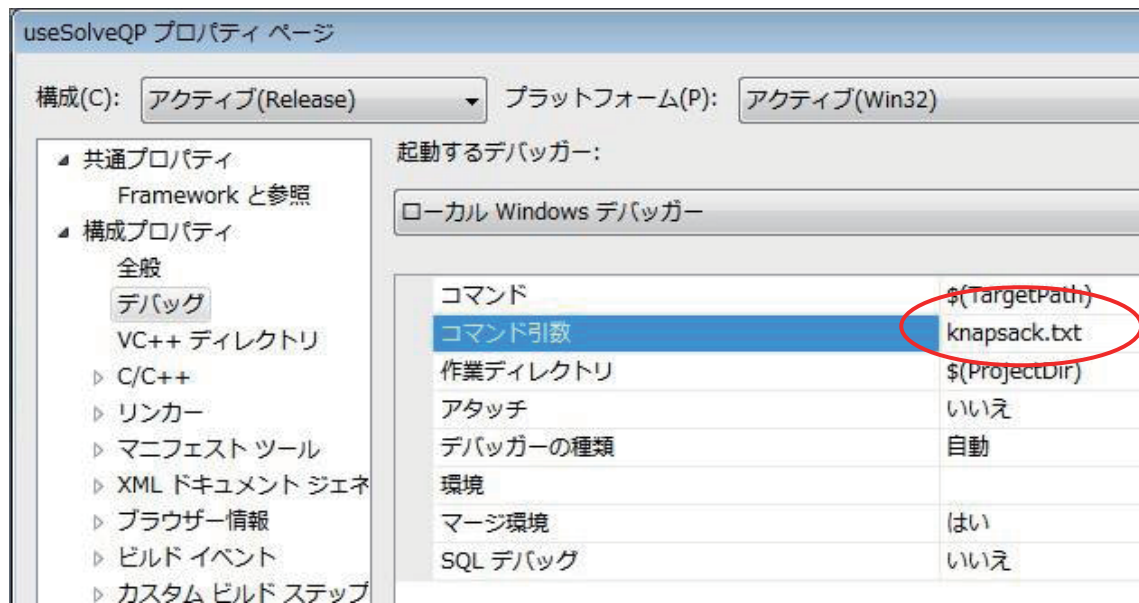 useSolveQP プロパティ ページ
構成(C): アクティブ(Release) プラットフォーム(P): アクティブ(Win32)
共通プロパティ
Framework と参照
構成プロパティ
全般
デバッグ
VC++ ディレクトリ
C/C++
リンカー
マニフェスト ツール
XML ドキュメント ジェネ
ブラウザー情報
ビルド イベント
カスタム ビルド ステップ
起動するデバッガー:
ローカル Windows デバッガー
コマンド $(TargetPath)
コマンド引数 knapsack.txt
作業ディレクトリ $(ProjectDir)
アタッチ いいえ
デバッガーの種類 自動
環境
マージ環境 はい
SQL デバッグ いいえ